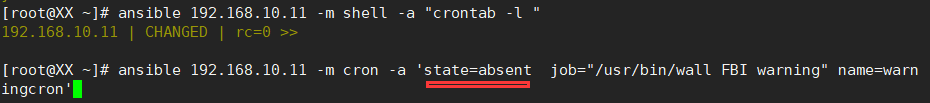 [root@XX ~]# ansible 192.168.10.11 -m shell -a "crontab -l "
192.168.10.11 | CHANGED | rc=0 >>
[root@XX ~]# ansible 192.168.10.11 -m cron -a 'state=absent  job="/usr/bin/wall FBI warning" name=warn
ingcron'